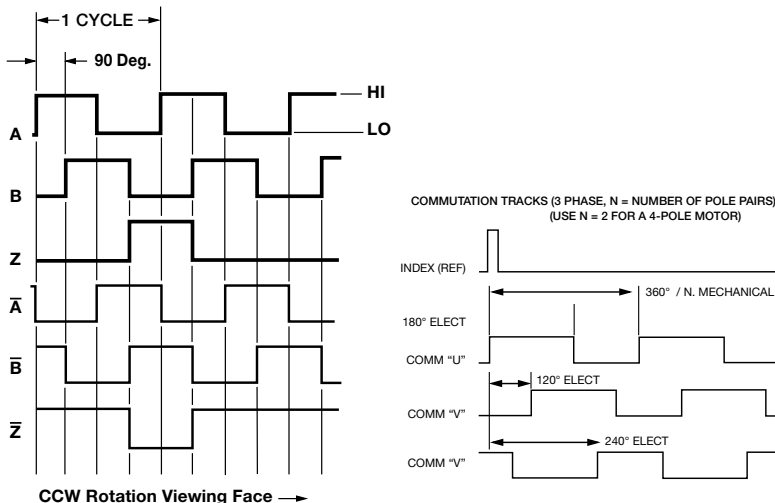 1 CYCLE
90 Deg.
HI
LO
A
B
Z
A̅
B̅
Z̅
CCW Rotation Viewing Face →
COMMUTATION TRACKS (3 PHASE, N = NUMBER OF POLE PAIRS)
(USE N = 2 FOR A 4-POLE MOTOR)
INDEX (REF)
360° / N. MECHANICAL
180° ELECT
COMM "U"
120° ELECT
COMM "V"
240° ELECT
COMM "V"